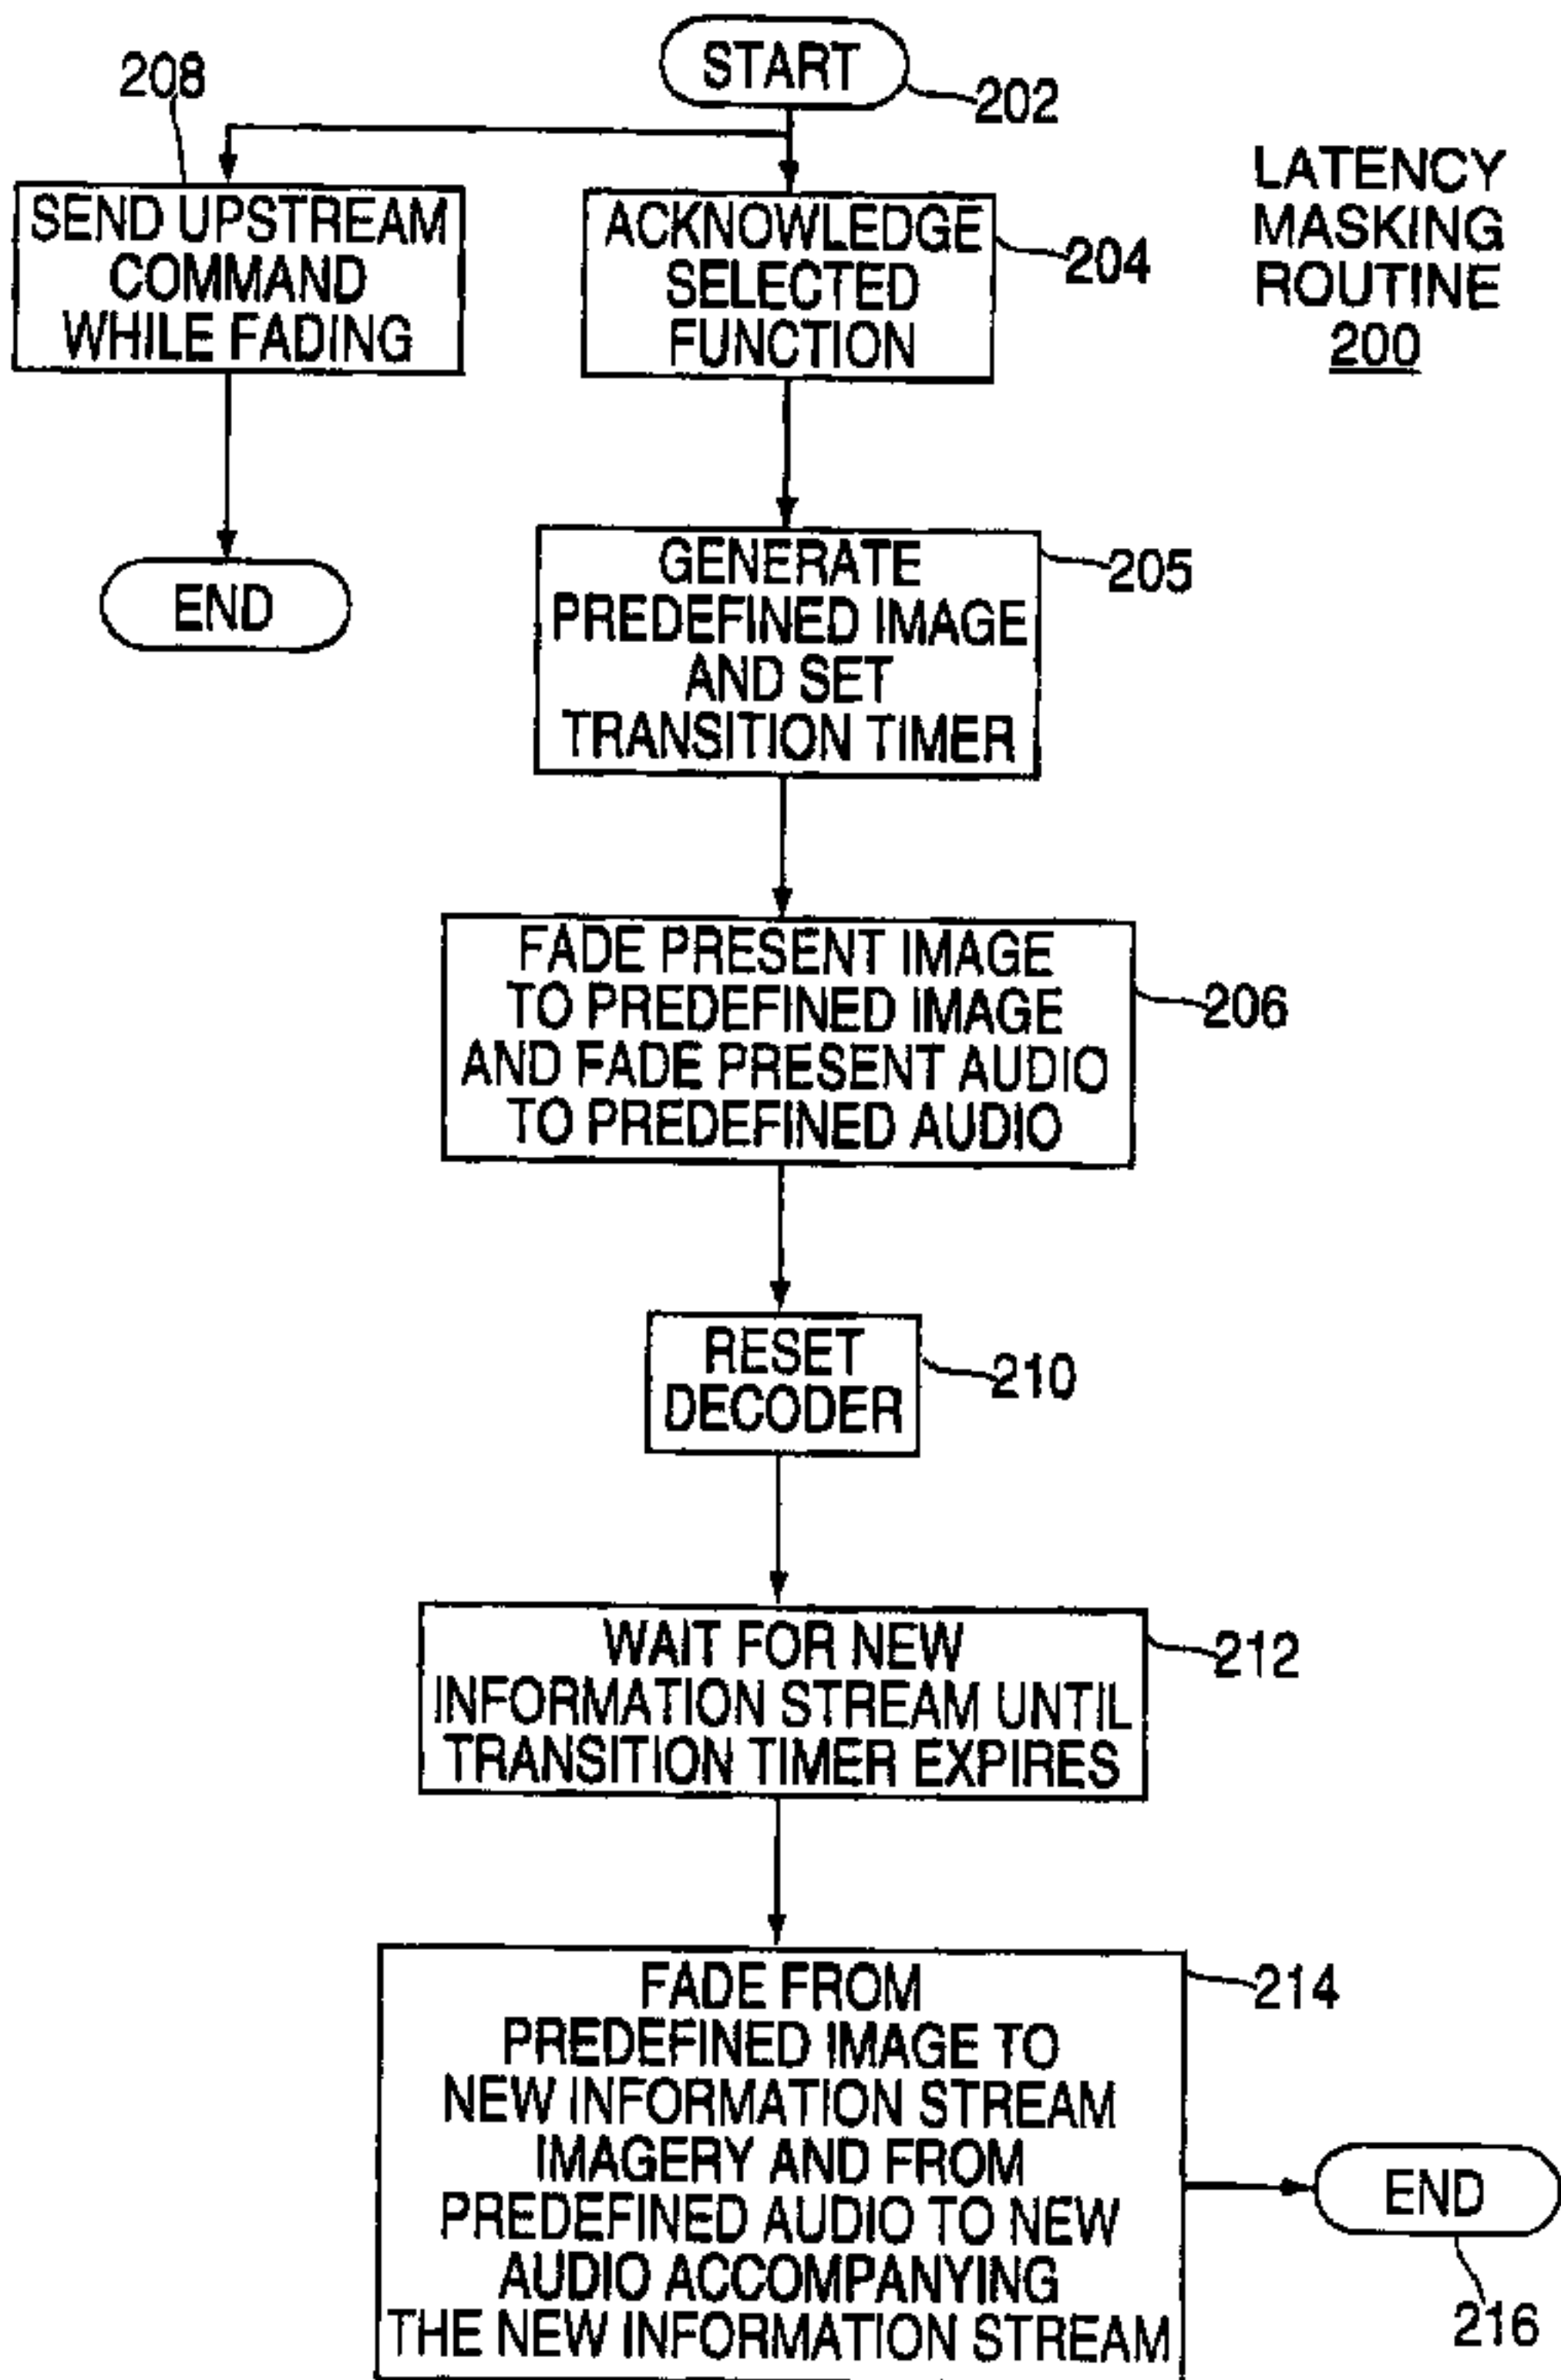 START
202
208
LATENCY
MASKING
ROUTINE
200
SEND UPSTREAM
COMMAND
WHILE FADING
ACKNOWLEDGE
SELECTED
FUNCTION
204
END
GENERATE
PREDEFINED IMAGE
AND SET
TRANSITION TIMER
205
FADE PRESENT IMAGE
TO PREDEFINED IMAGE
AND FADE PRESENT AUDIO
TO PREDEFINED AUDIO
206
RESET
DECODER
210
WAIT FOR NEW
INFORMATION STREAM UNTIL
TRANSITION TIMER EXPIRES
212
FADE FROM
PREDEFINED IMAGE TO
NEW INFORMATION STREAM
IMAGERY AND FROM
PREDEFINED AUDIO TO NEW
AUDIO ACCOMPANYING
THE NEW INFORMATION STREAM
214
END
216